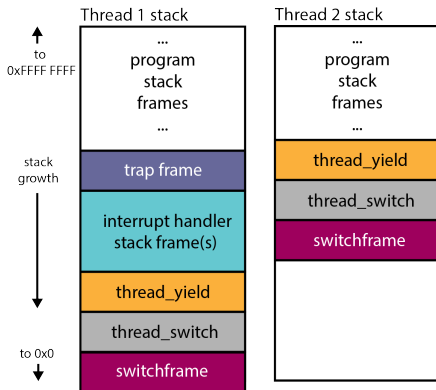 Thread 1 stack
Thread 2 stack
to
0xFFFF FFFF
stack
growth
to 0x0
...
program
stack
frames
...
trap frame
interrupt handler
stack frame(s)
thread_yield
thread_switch
switchframe
...
program
stack
frames
...
thread_yield
thread_switch
switchframe